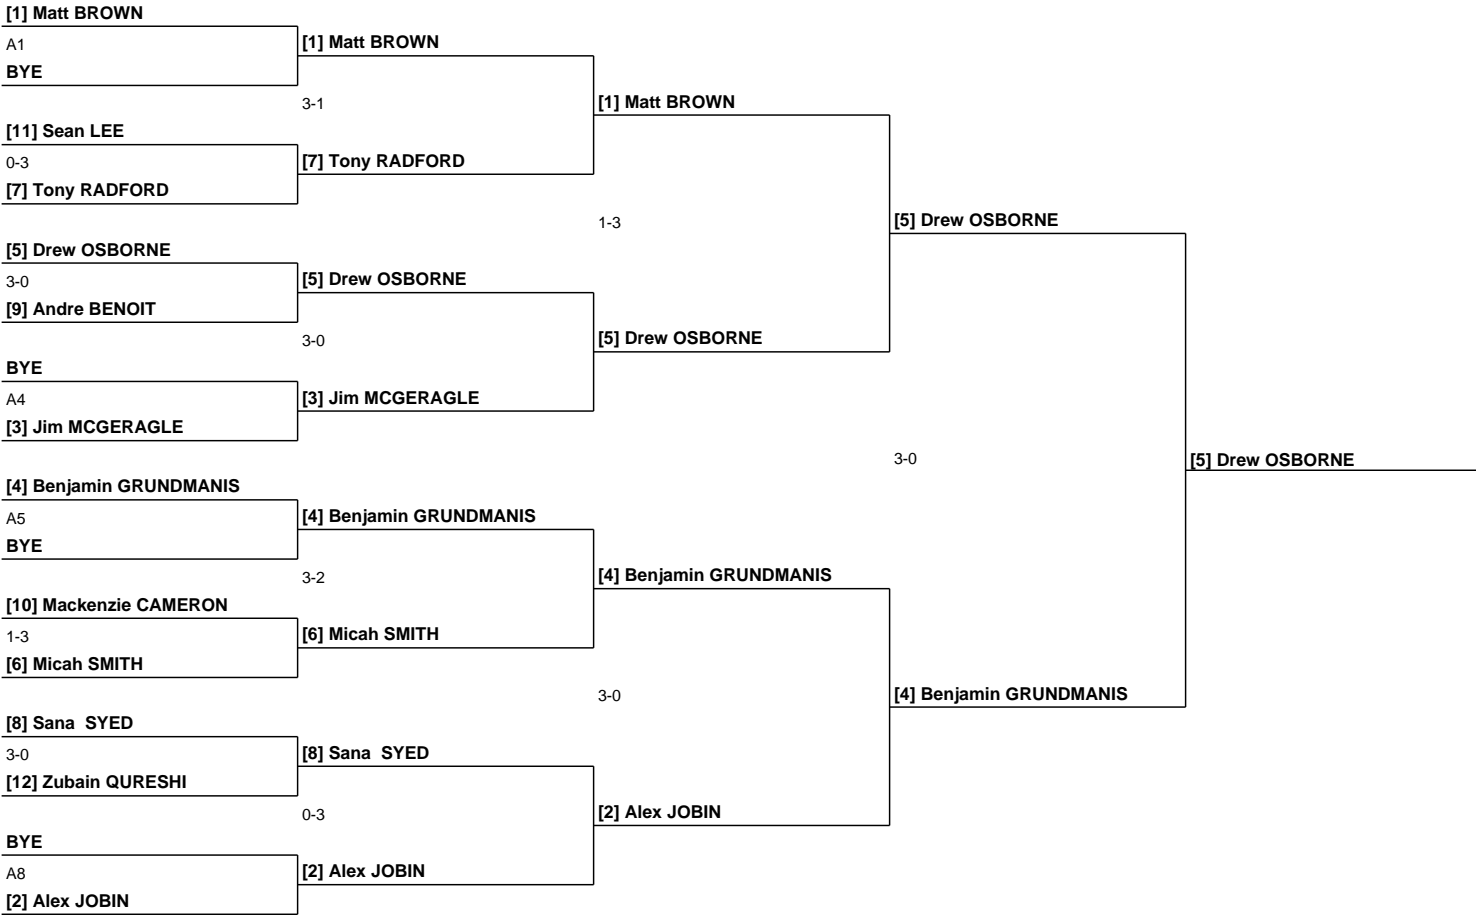 [1] Matt BROWN
A1
BYE
[11] Sean LEE
0-3
[7] Tony RADFORD
[5] Drew OSBORNE
3-0
[9] Andre BENOIT
BYE
A4
[3] Jim MCGERAGLE
[4] Benjamin GRUNDMANIS
A5
BYE
[10] Mackenzie CAMERON
1-3
[6] Micah SMITH
[8] Sana  SYED
3-0
[12] Zubain QURESHI
BYE
A8
[2] Alex JOBIN
[1] Matt BROWN
3-1
[7] Tony RADFORD
[5] Drew OSBORNE
3-0
[3] Jim MCGERAGLE
[4] Benjamin GRUNDMANIS
3-2
[6] Micah SMITH
[8] Sana  SYED
0-3
[2] Alex JOBIN
[1] Matt BROWN
1-3
[5] Drew OSBORNE
[4] Benjamin GRUNDMANIS
3-0
[2] Alex JOBIN
[5] Drew OSBORNE
3-0
[4] Benjamin GRUNDMANIS
[5] Drew OSBORNE